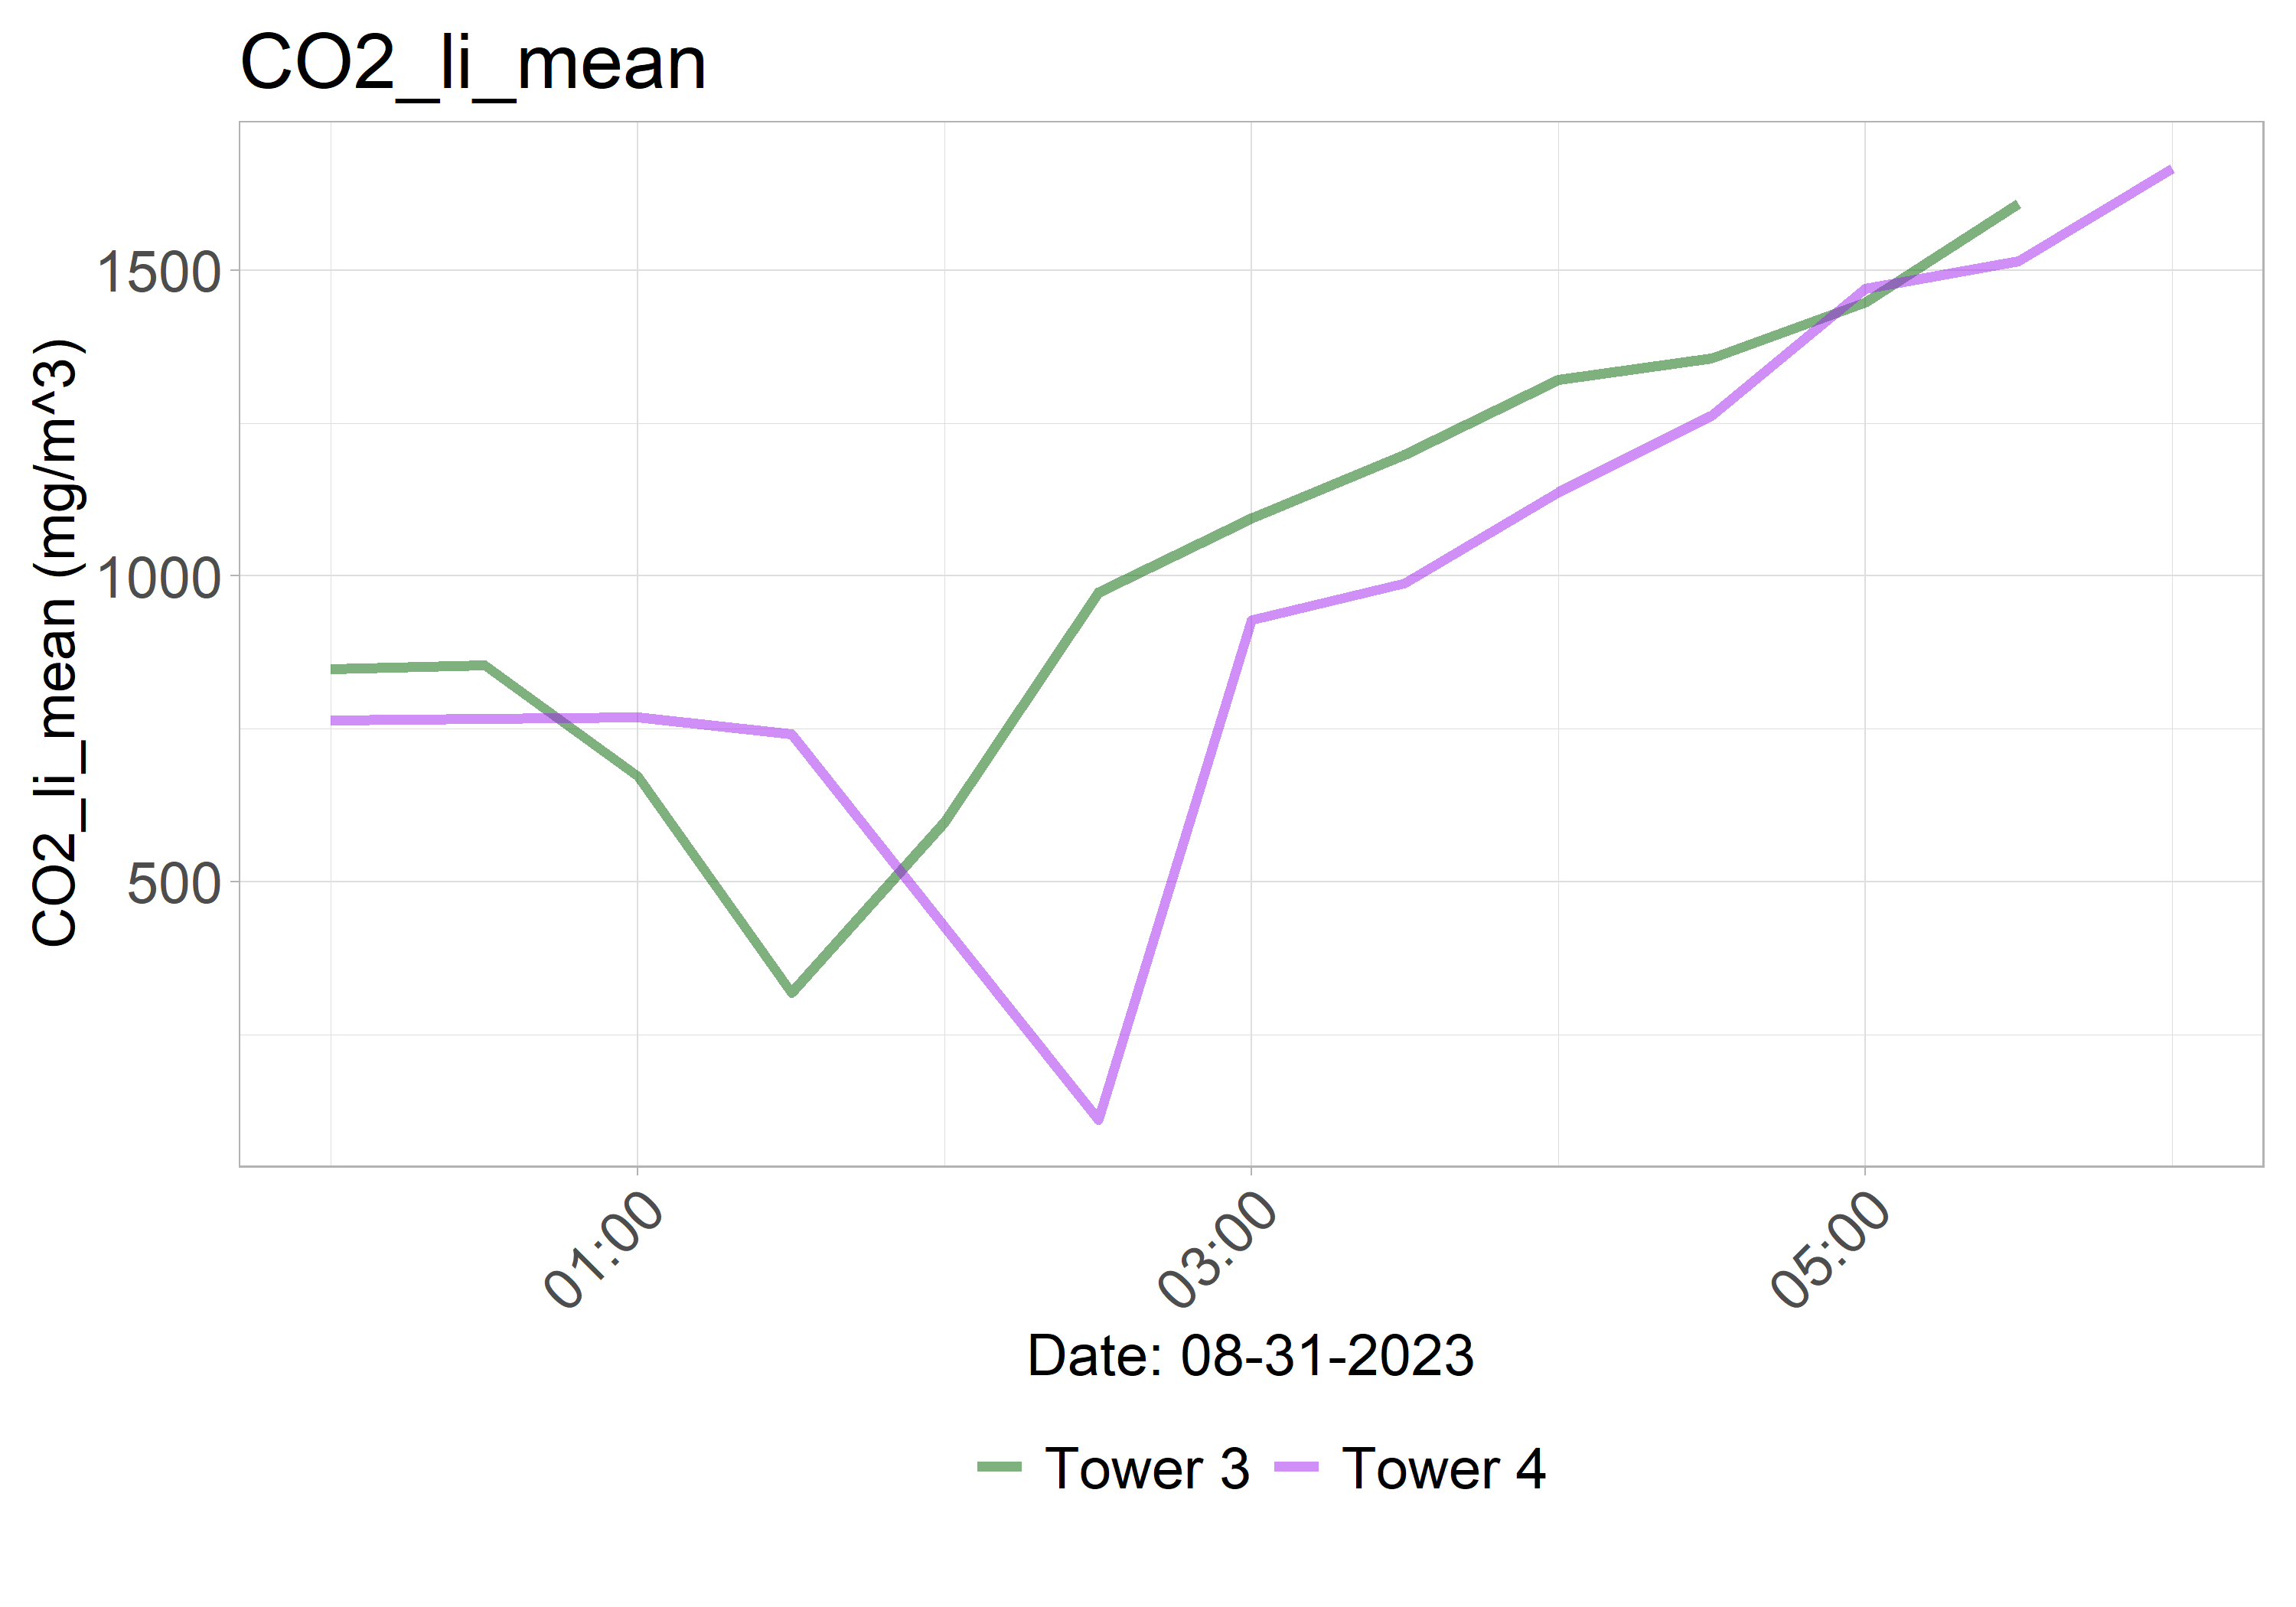 CO2_li_mean
CO2_li_mean (mg/m^3)
1500
1000
500
01:00
03:00
05:00
Date: 08-31-2023
Tower 3
Tower 4